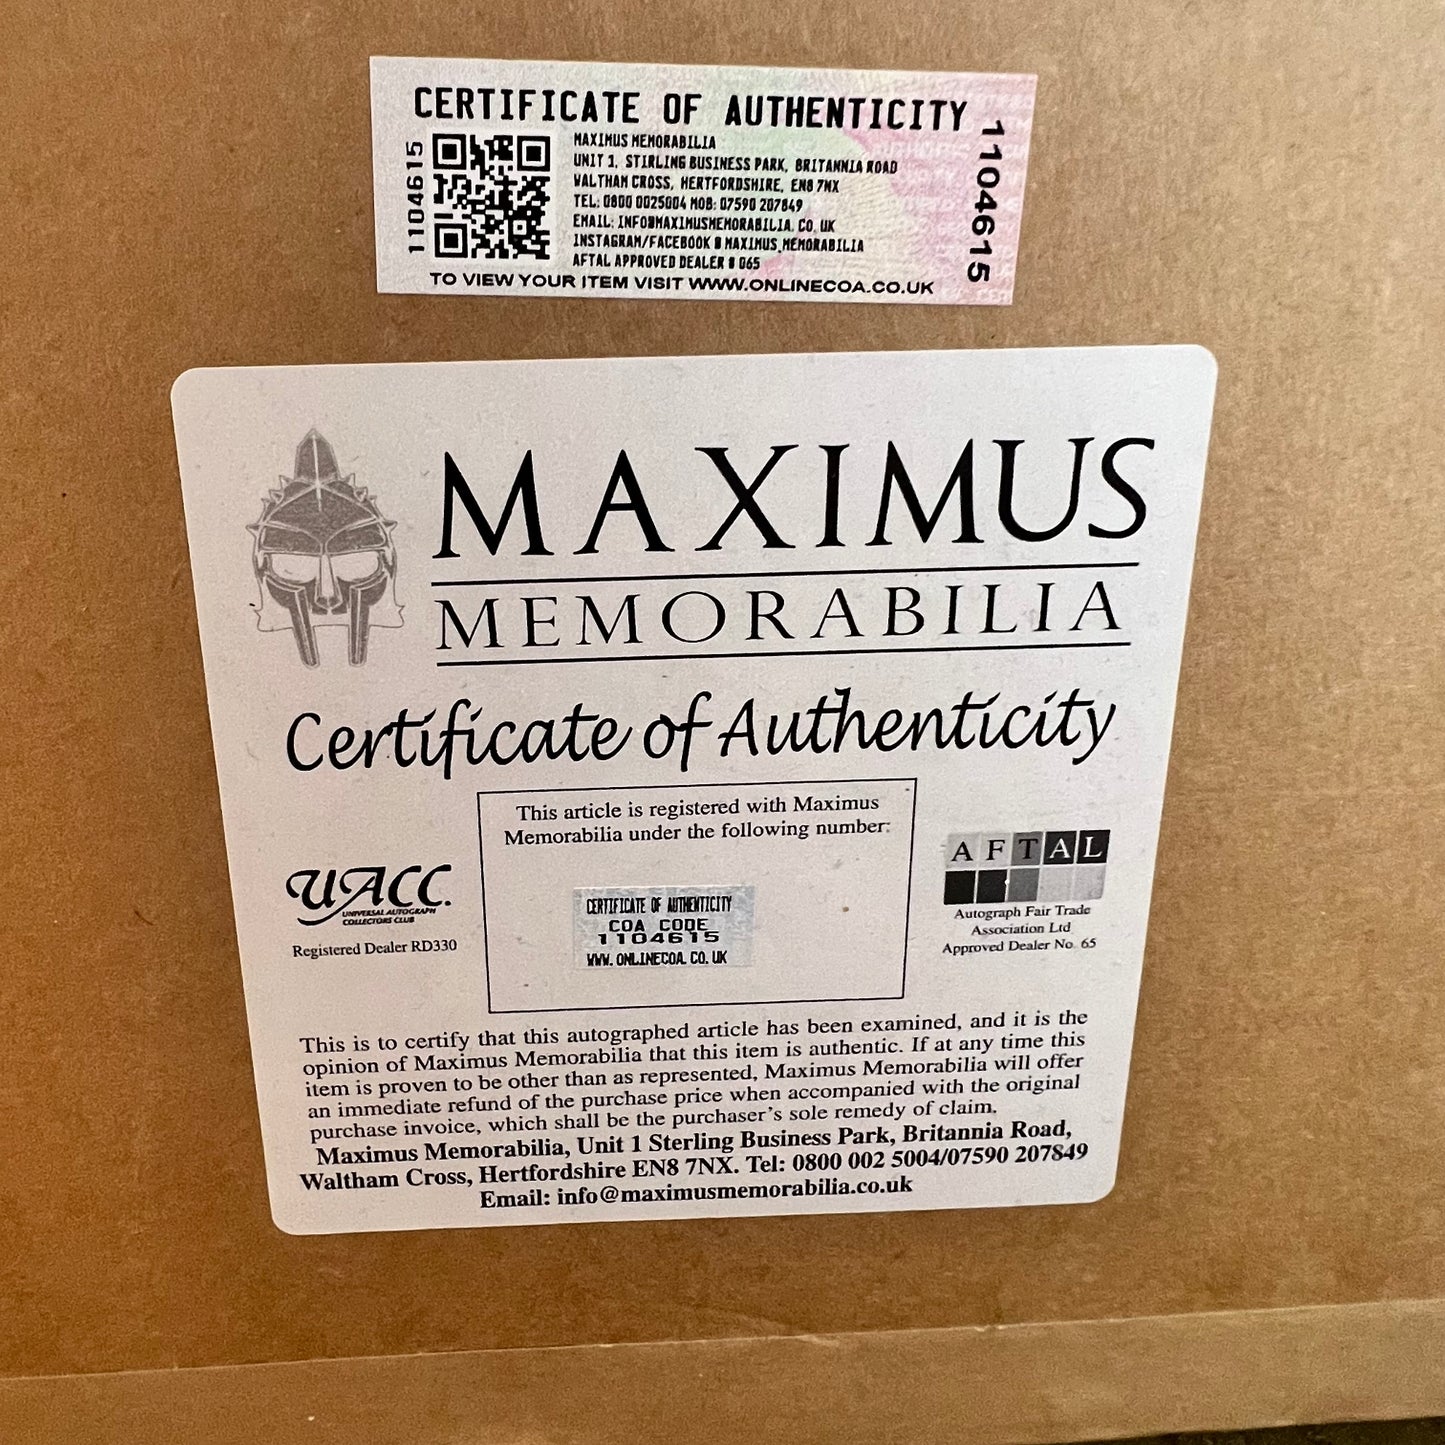 CERTIFICATE OF AUTHENTICITY
1104615
MAXIMUS MEMORABILIA
UNIT 1, STIRLING BUSINESS PARK, BRITANNIA ROAD
WALTHAM CROSS, HERTFORDSHIRE, EN8 7NX
TEL: 0800 0025004 MOB: 07590 207849
EMAIL: INFO@MAXIMUSMEMORABILIA.CO.UK
INSTAGRAM/FACEBOOK @ MAXIMUS_MEMORABILIA
AFTAL APPROVED DEALER # 065
1104615
TO VIEW YOUR ITEM VISIT WWW.ONLINECOA.CO.UK
MAXIMUS
MEMORABILIA
Certificate of Authenticity
This article is registered with Maximus
Memorabilia under the following number:
CERTIFICATE OF AUTHENTICITY
COA CODE
1104615
WWW.ONLINECOA.CO.UK
UACC.
UNIVERSAL AUTOGRAPH
COLLECTORS CLUB
Registered Dealer RD330
AFTAL
Autograph Fair Trade
Association Ltd
Approved Dealer No. 65
This is to certify that this autographed article has been examined, and it is the
opinion of Maximus Memorabilia that this item is authentic. If at any time this
item is proven to be other than as represented, Maximus Memorabilia will offer
an immediate refund of the purchase price when accompanied with the original
purchase invoice, which shall be the purchaser's sole remedy of claim.
Maximus Memorabilia, Unit 1 Sterling Business Park, Britannia Road,
Waltham Cross, Hertfordshire EN8 7NX. Tel: 0800 002 5004/07590 207849
Email: info@maximusmemorabilia.co.uk